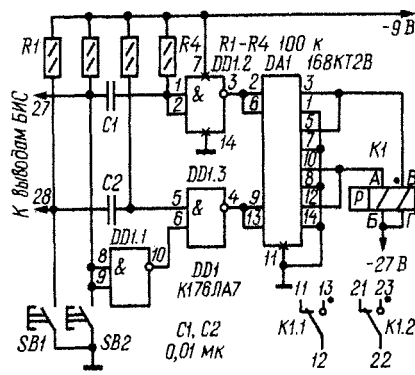 -9 В
R1
R4
R1-R4 100 к
DD1.2
DA1
168КТ2В
7
&
3
1
2
14
2
6
3
1
5
7
10
8
12
14
9
13
11
К выводам БИС
27
28
C1
C2
DD1.3
5
6
&
4
DD1.1
8
9
&
10
DD1
К176ЛА7
K1
А
В
Р
Б
Г
-27 В
SB1
SB2
C1, C2
0,01 мк
11
13
K1.1
12
21
23
K1.2
22